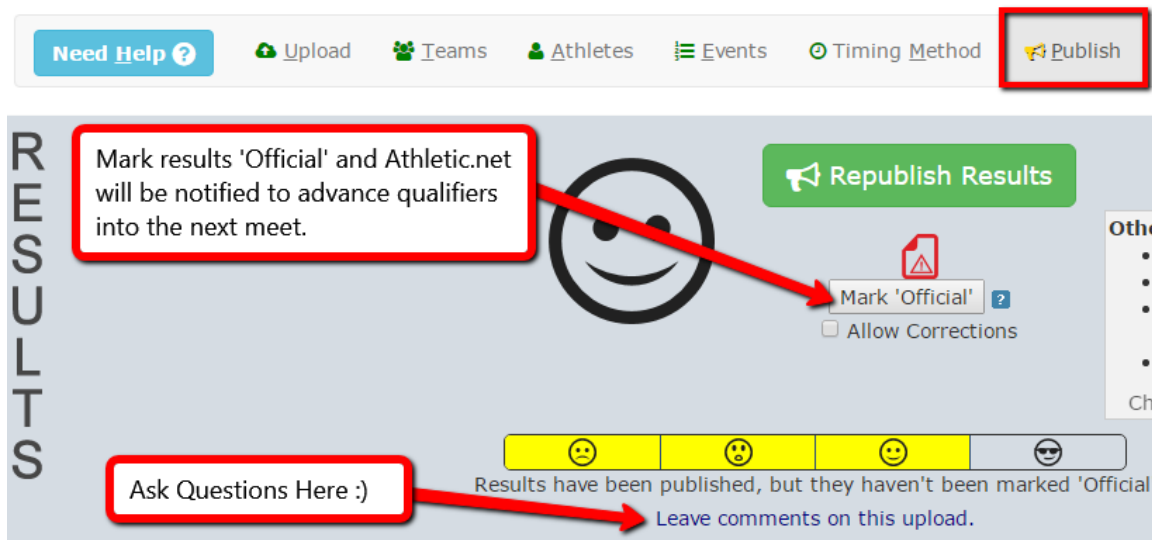 Need Help ? Upload Teams Athletes Events Timing Method Publish
RESULTS
Mark results 'Official' and Athletic.net
will be notified to advance qualifiers
into the next meet.
Republish Results
Mark 'Official' ?
Allow Corrections
Results have been published, but they haven't been marked 'Official
Ask Questions Here :)
Leave comments on this upload.